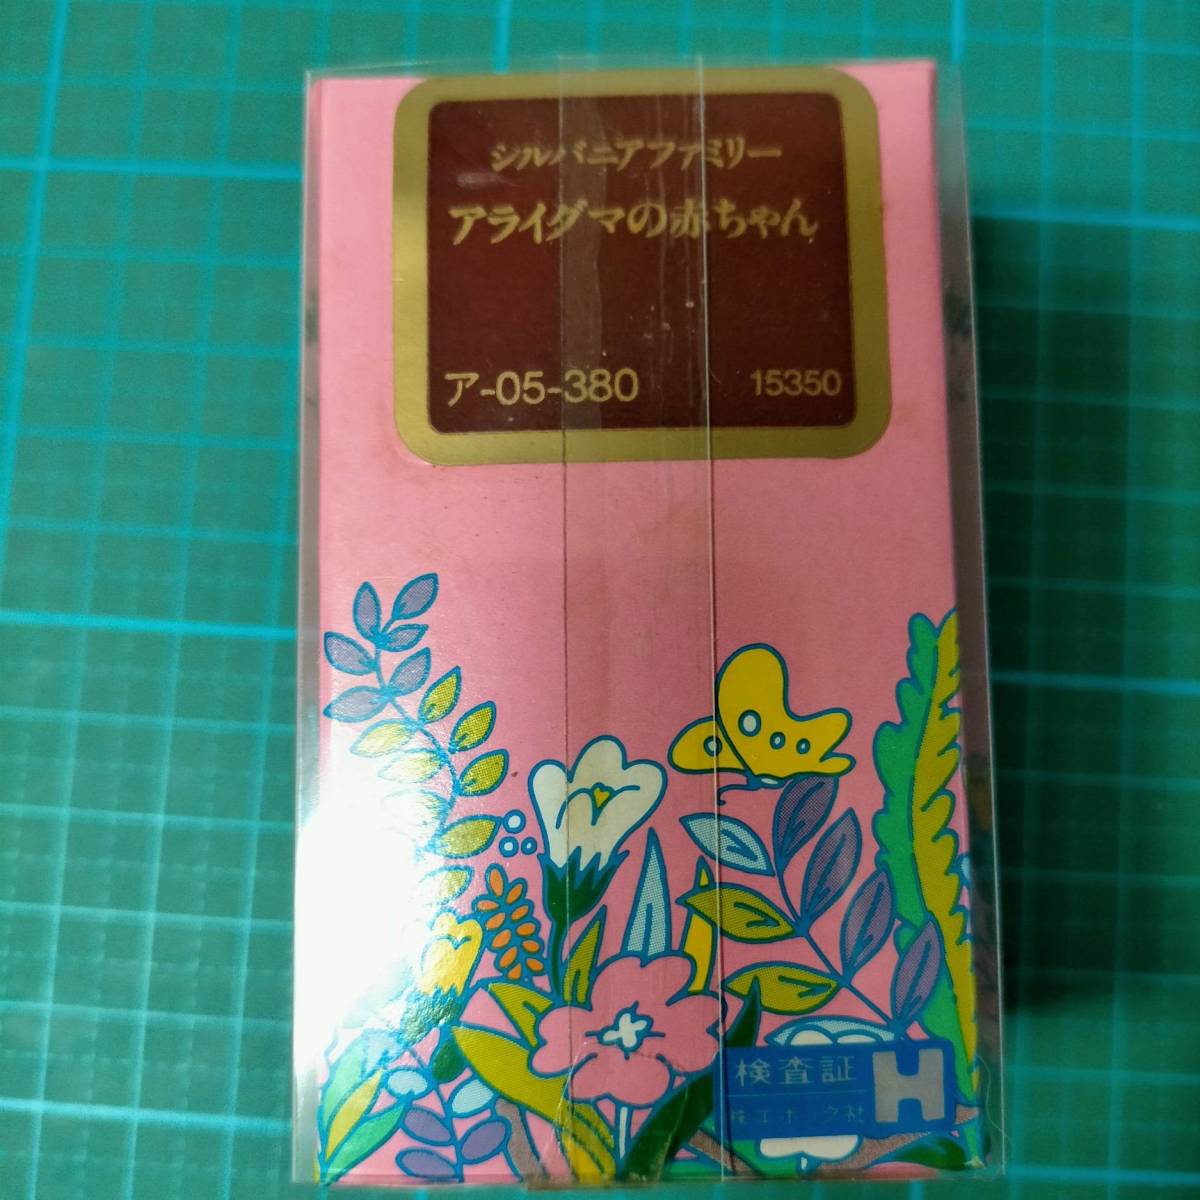 シルバニアファミリー
アライグマの赤ちゃん
ア-05-380
15350
検査証
H